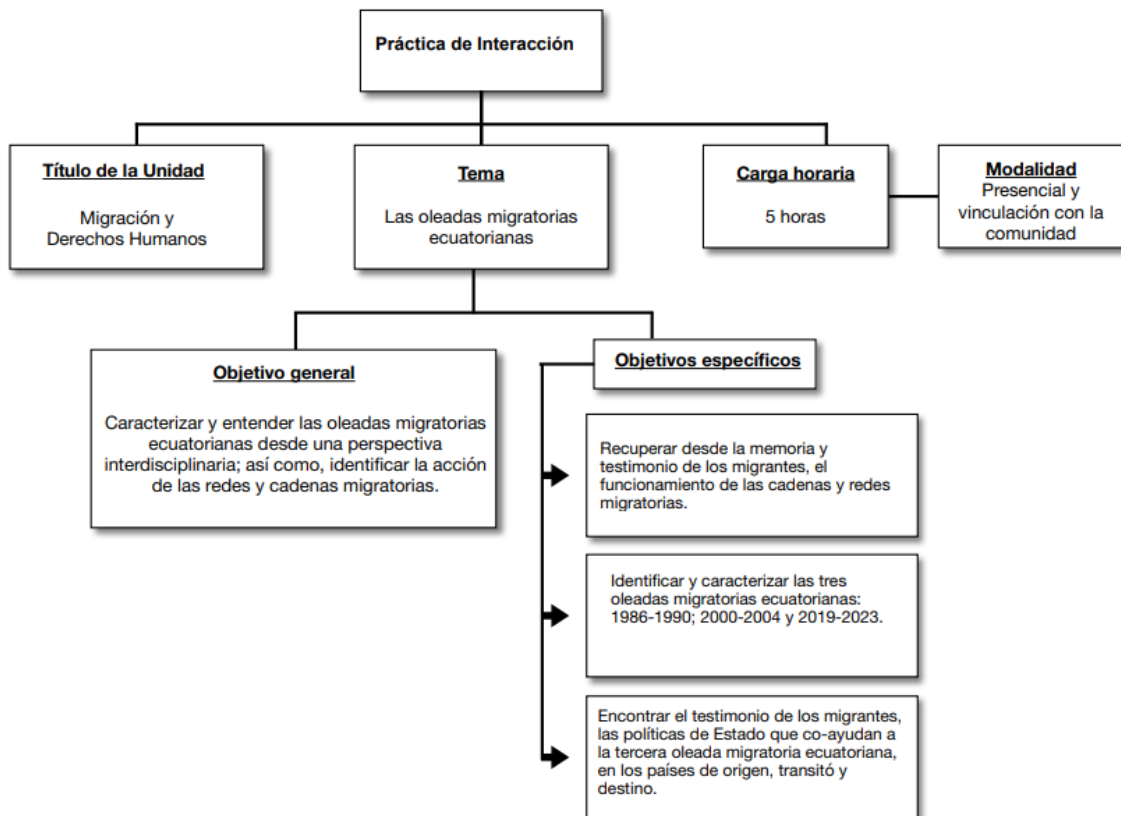 Práctica de Interacción
Título de la Unidad
Migración y
Derechos Humanos
Tema
Las oleadas migratorias
ecuatorianas
Carga horaria
5 horas
Modalidad
Presencial y
vinculación con la
comunidad
Objetivo general
Caracterizar y entender las oleadas migratorias
ecuatorianas desde una perspectiva
interdisciplinaria; así como, identificar la acción
de las redes y cadenas migratorias.
Objetivos específicos
Recuperar desde la memoria y
testimonio de los migrantes, el
funcionamiento de las cadenas y redes
migratorias.
Identificar y caracterizar las tres
oleadas migratorias ecuatorianas:
1986-1990; 2000-2004 y 2019-2023.
Encontrar el testimonio de los migrantes,
las políticas de Estado que co-ayudan a
la tercera oleada migratoria ecuatoriana,
en los países de origen, transitó y
destino.